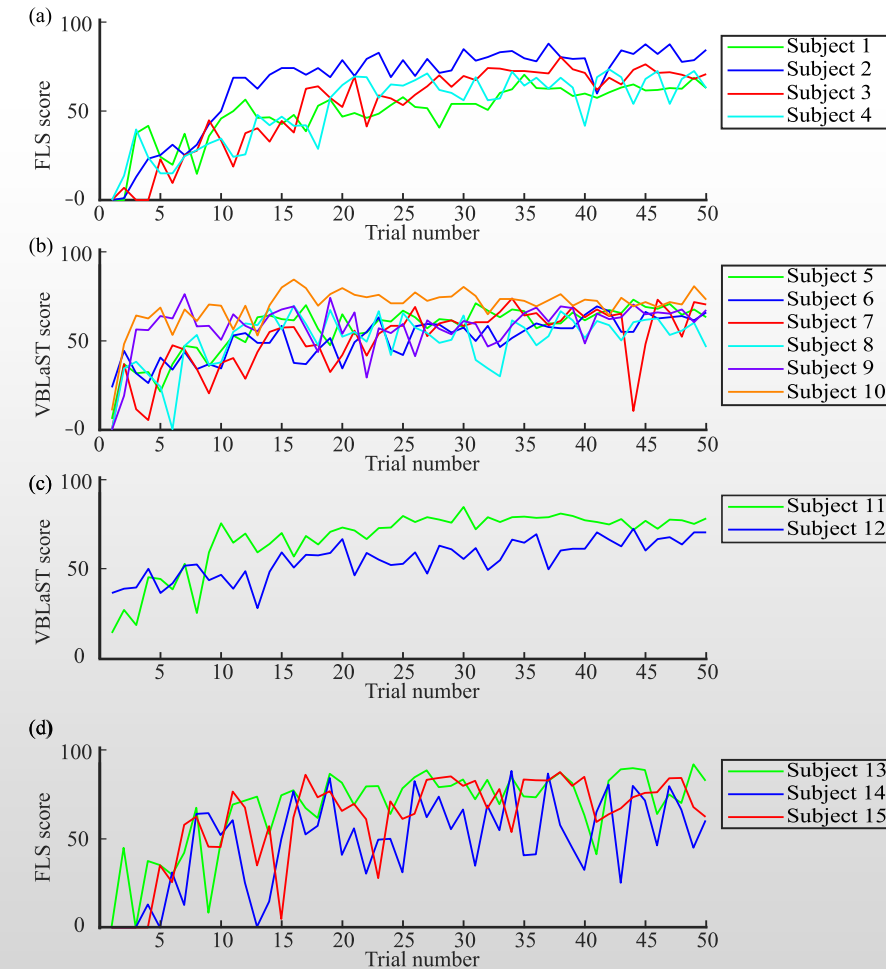 (a)
100
50
–0
FLS score
0
5
10
15
20
25
30
35
40
45
50
Trial number
Subject 1
Subject 2
Subject 3
Subject 4
(b)
100
50
–0
VBLaST score
5
10
15
20
25
30
35
40
45
50
Trial number
Subject 5
Subject 6
Subject 7
Subject 8
Subject 9
Subject 10
(c)
100
50
0
VBLaST score
5
10
15
20
25
30
35
40
45
50
Trial number
Subject 11
Subject 12
(d)
100
50
0
FLS score
5
10
15
20
25
30
35
40
45
50
Trial number
Subject 13
Subject 14
Subject 15